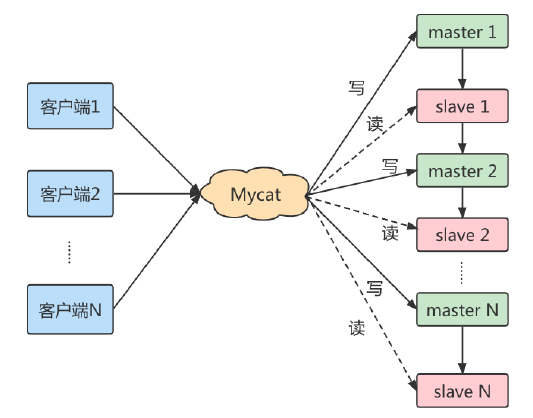 客户端1
客户端2
客户端N
Mycat
写
读
写
读
写
读
master 1
slave 1
master 2
slave 2
master N
slave N